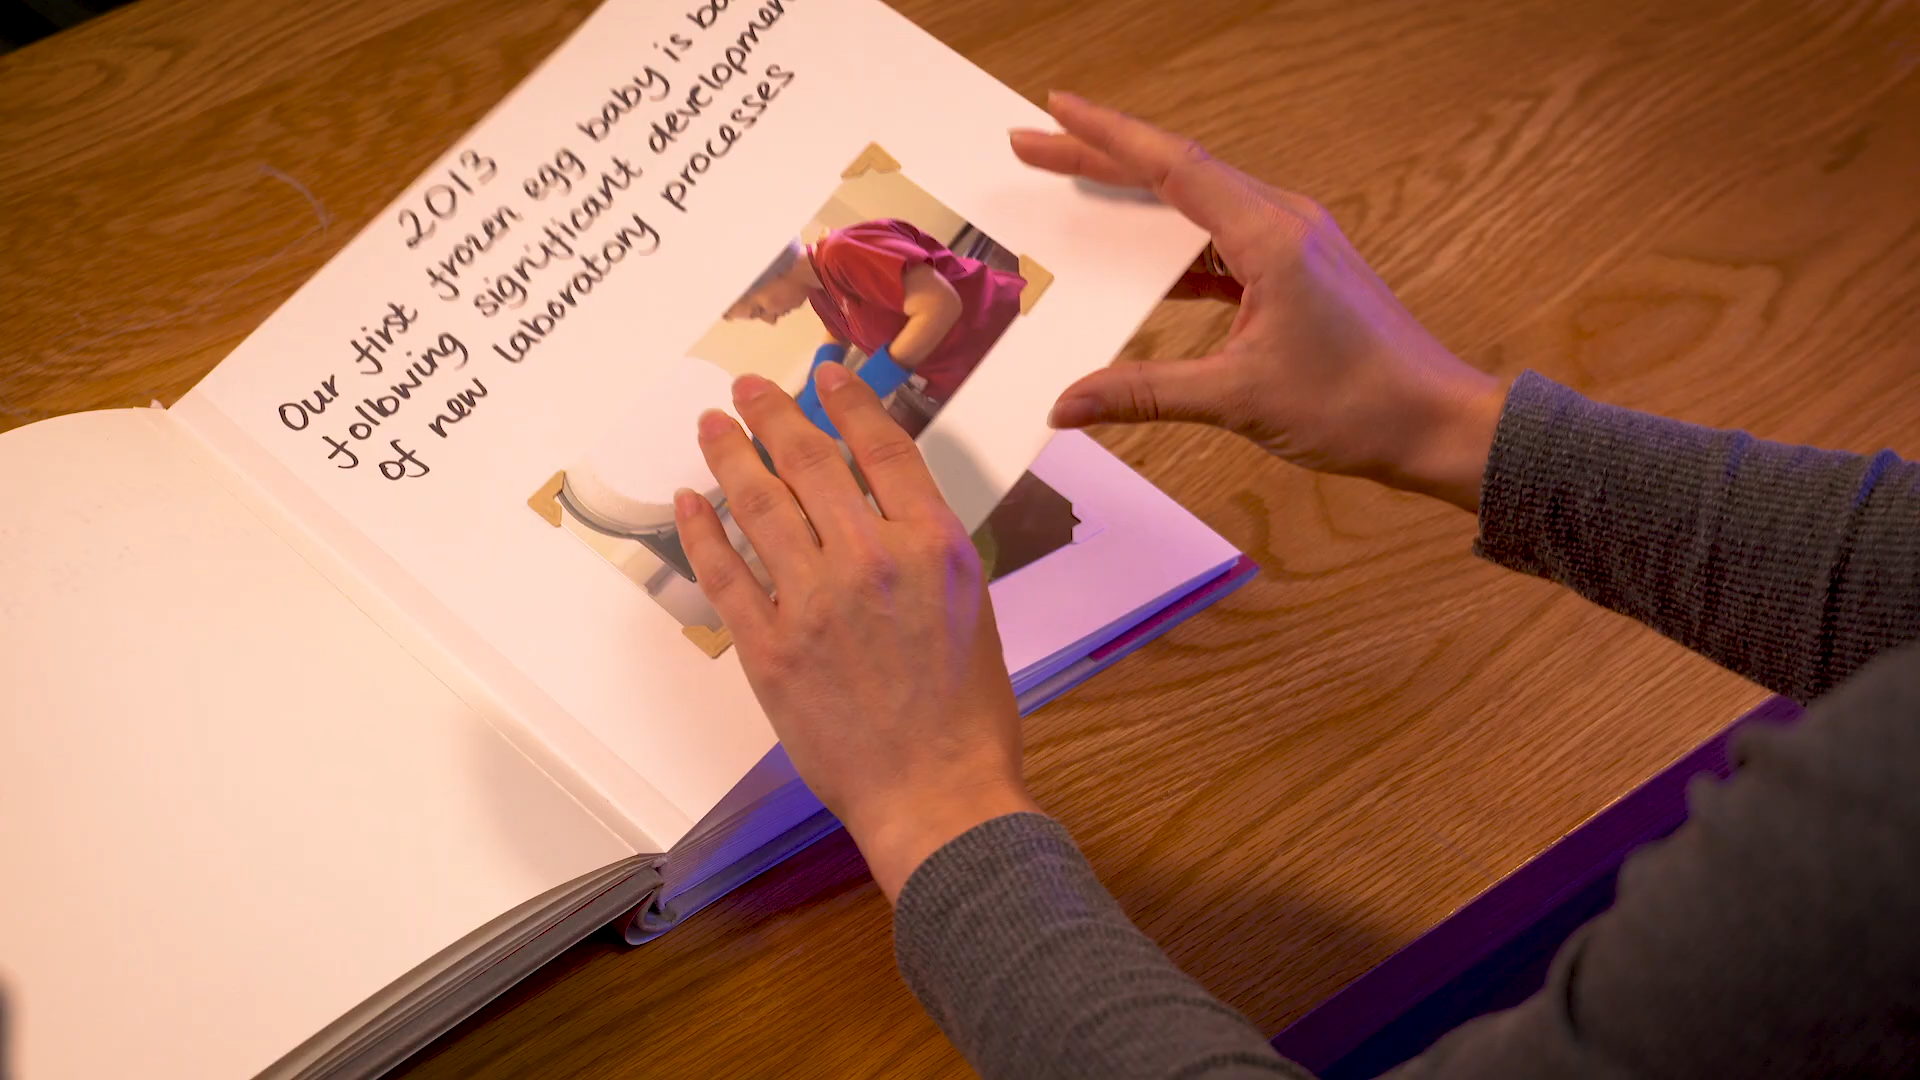 2013
Our first frozen egg baby is
following significant
of new laboratory processes